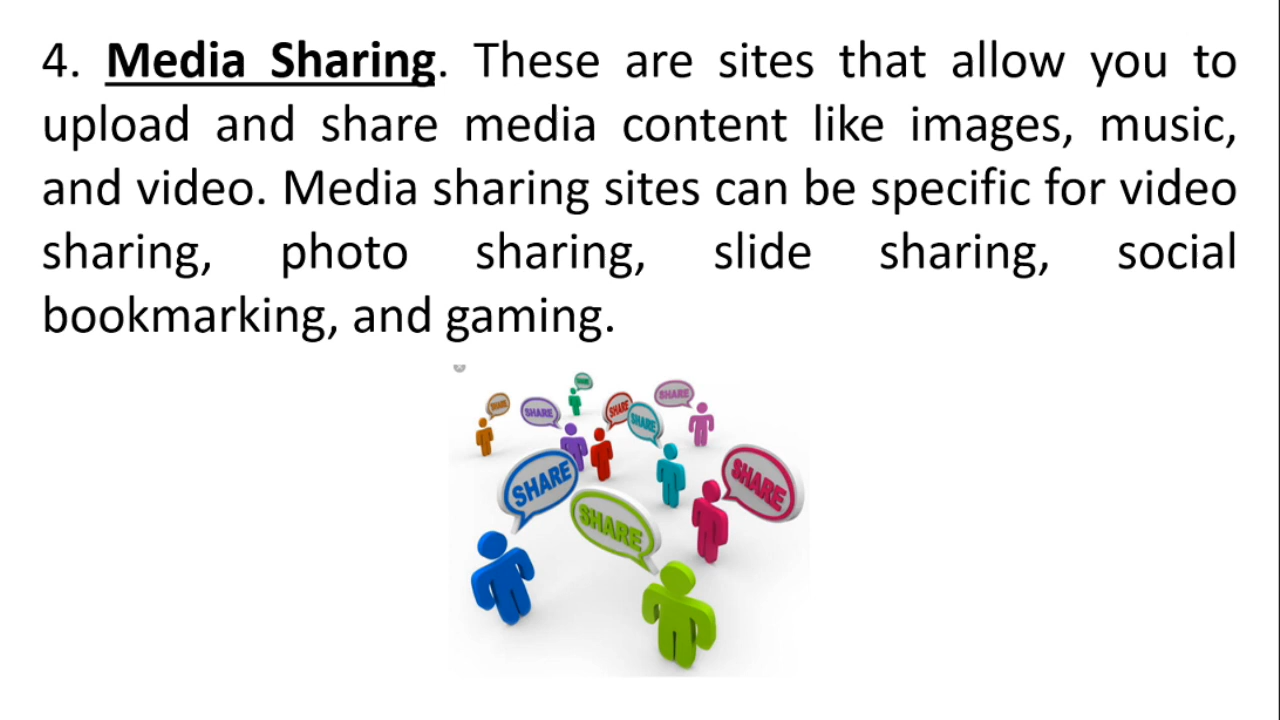 4. Media Sharing. These are sites that allow you to
upload and share media content like images, music,
and video. Media sharing sites can be specific for video
sharing, photo sharing, slide sharing, social
bookmarking, and gaming.
SHARE
SHARE
SHARE
SHARE
SHARE
SHARE
SHARE
SHARE
SHARE